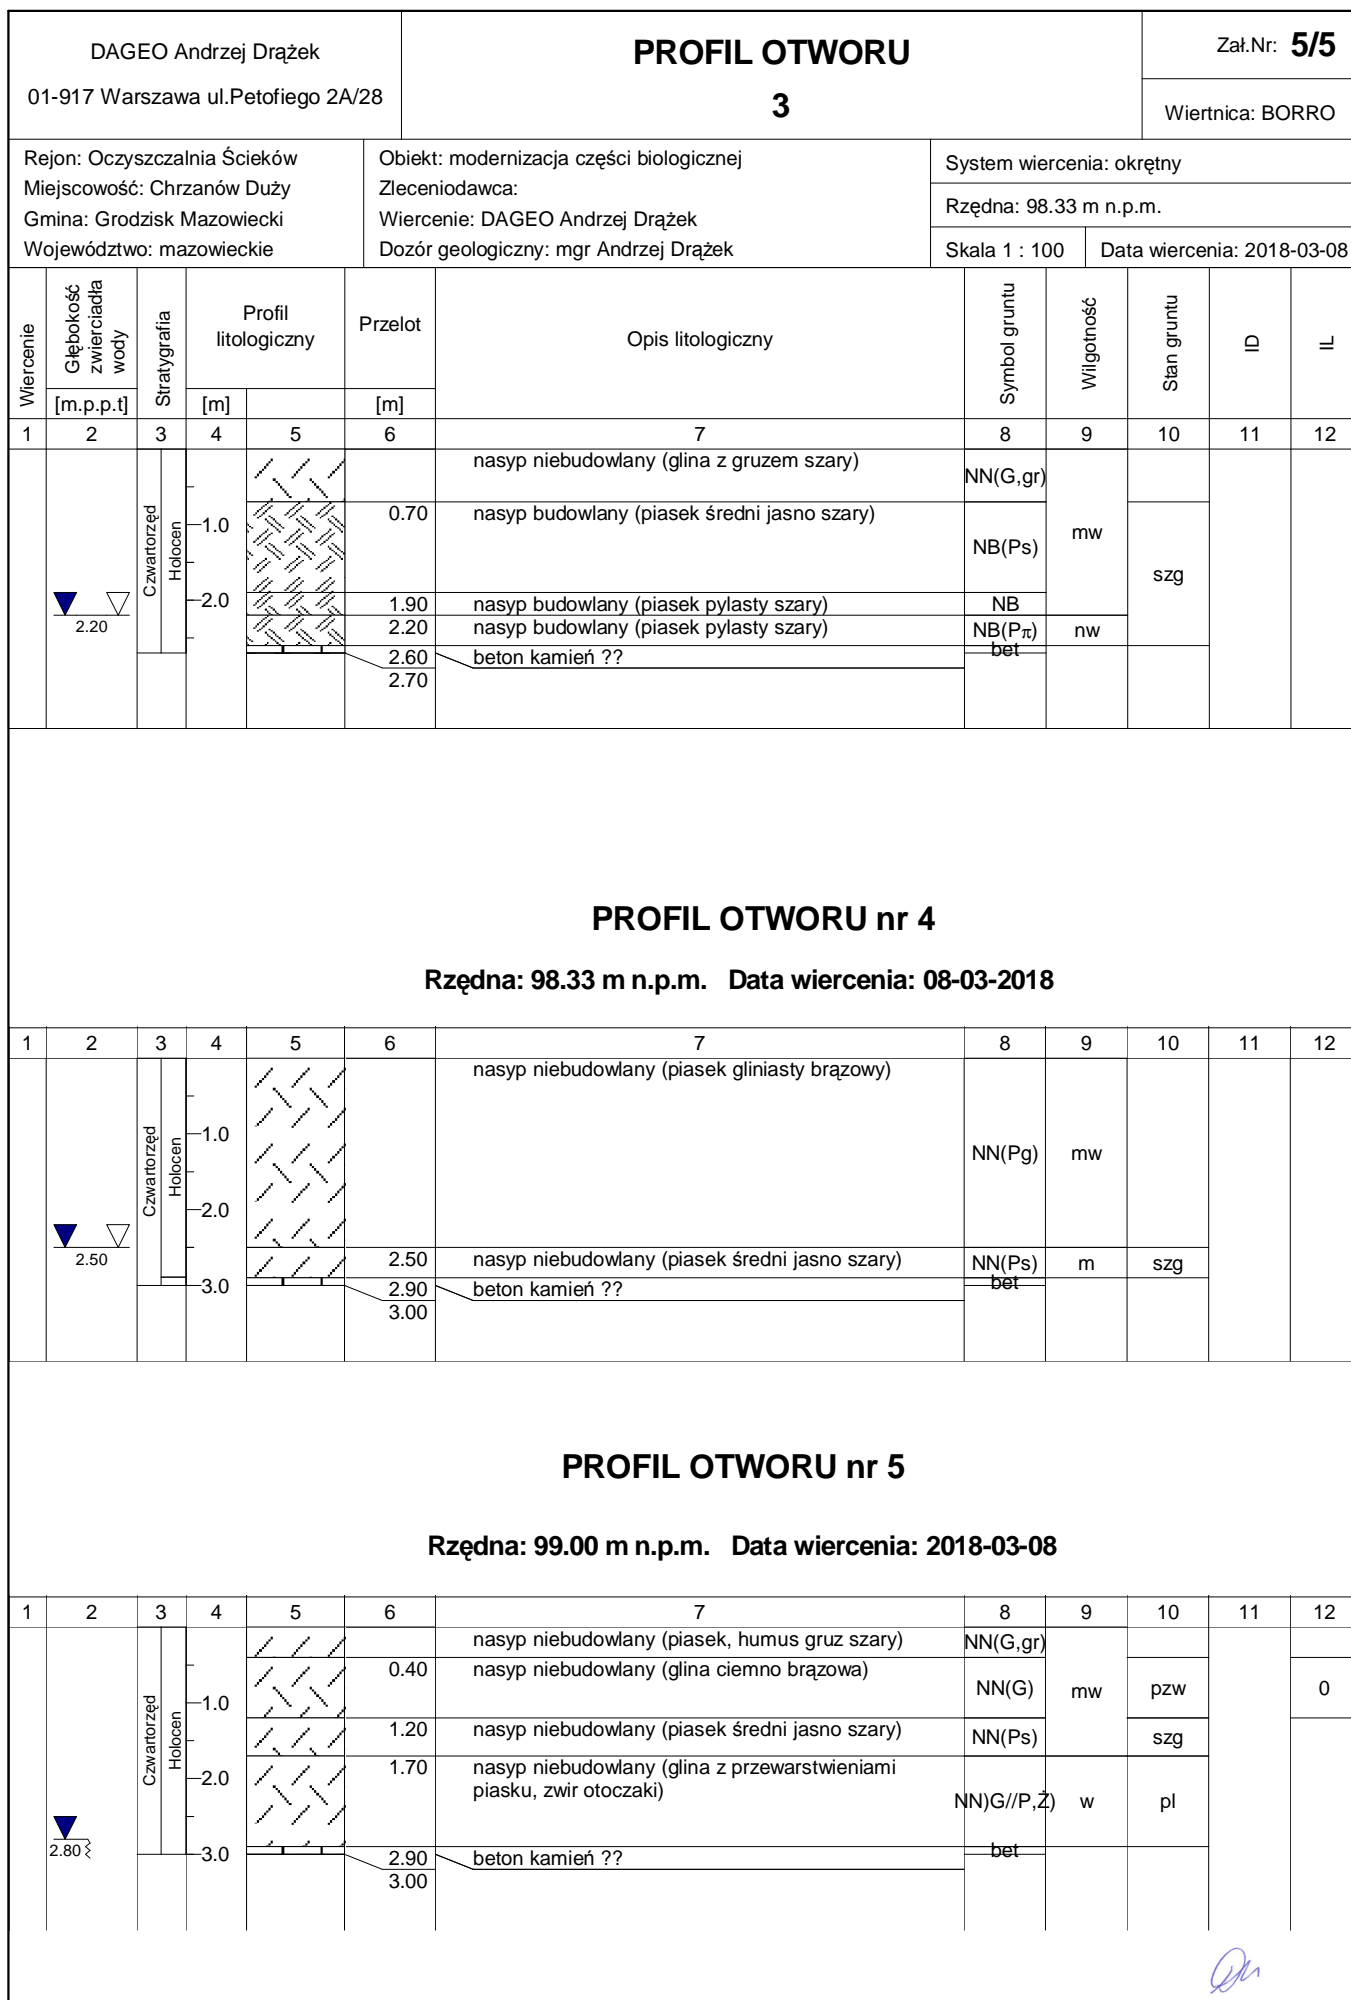 DAGEO Andrzej Drążek
01-917 Warszawa ul.Petofiego 2A/28
PROFIL OTWORU
3
Zał.Nr: 5/5
Wiertnica: BORRO
Rejon: Oczyszczalnia Ścieków
Miejscowość: Chrzanów Duży
Gmina: Grodzisk Mazowiecki
Województwo: mazowieckie
Obiekt: modernizacja części biologicznej
Zleceniodawca:
Wiercenie: DAGEO Andrzej Drążek
Dozór geologiczny: mgr Andrzej Drążek
System wiercenia: okrętny
Rzędna: 98.33 m n.p.m.
Skala 1 : 100 Data wiercenia: 2018-03-08
Wiercenie
Głębokość zwierciadła wody
[m.p.p.t]
Stratygrafia
Profil litologiczny
[m]
Przelot
[m]
Opis litologiczny
Symbol gruntu
Wilgotność
Stan gruntu
ID
IL
1 2 3 4 5 6 7 8 9 10 11 12
Czwartorzęd
Holocen
1.0
2.0
2.20
nasyp niebudowlany (glina z gruzem szary) NN(G,gr)
0.70 nasyp budowlany (piasek średni jasno szary) NB(Ps) mw szg
1.90 nasyp budowlany (piasek pylasty szary) NB
2.20 nasyp budowlany (piasek pylasty szary) NB(Pπ) nw
2.60 beton kamień ?? bet
2.70
PROFIL OTWORU nr 4
Rzędna: 98.33 m n.p.m. Data wiercenia: 08-03-2018
1 2 3 4 5 6 7 8 9 10 11 12
Czwartorzęd
Holocen
1.0
2.0
3.0
2.50
nasyp niebudowlany (piasek gliniasty brązowy) NN(Pg) mw
2.50 nasyp niebudowlany (piasek średni jasno szary) NN(Ps) m szg
2.90 beton kamień ?? bet
3.00
PROFIL OTWORU nr 5
Rzędna: 99.00 m n.p.m. Data wiercenia: 2018-03-08
1 2 3 4 5 6 7 8 9 10 11 12
Czwartorzęd
Holocen
1.0
2.0
3.0
2.80
nasyp niebudowlany (piasek, humus gruz szary) NN(G,gr)
0.40 nasyp niebudowlany (glina ciemno brązowa) NN(G) mw pzw 0
1.20 nasyp niebudowlany (piasek średni jasno szary) NN(Ps) szg
1.70 nasyp niebudowlany (glina z przewarstwieniami
piasku, zwir otoczaki) NN)G//P,Ż) w pl
2.90 beton kamień ?? bet
3.00